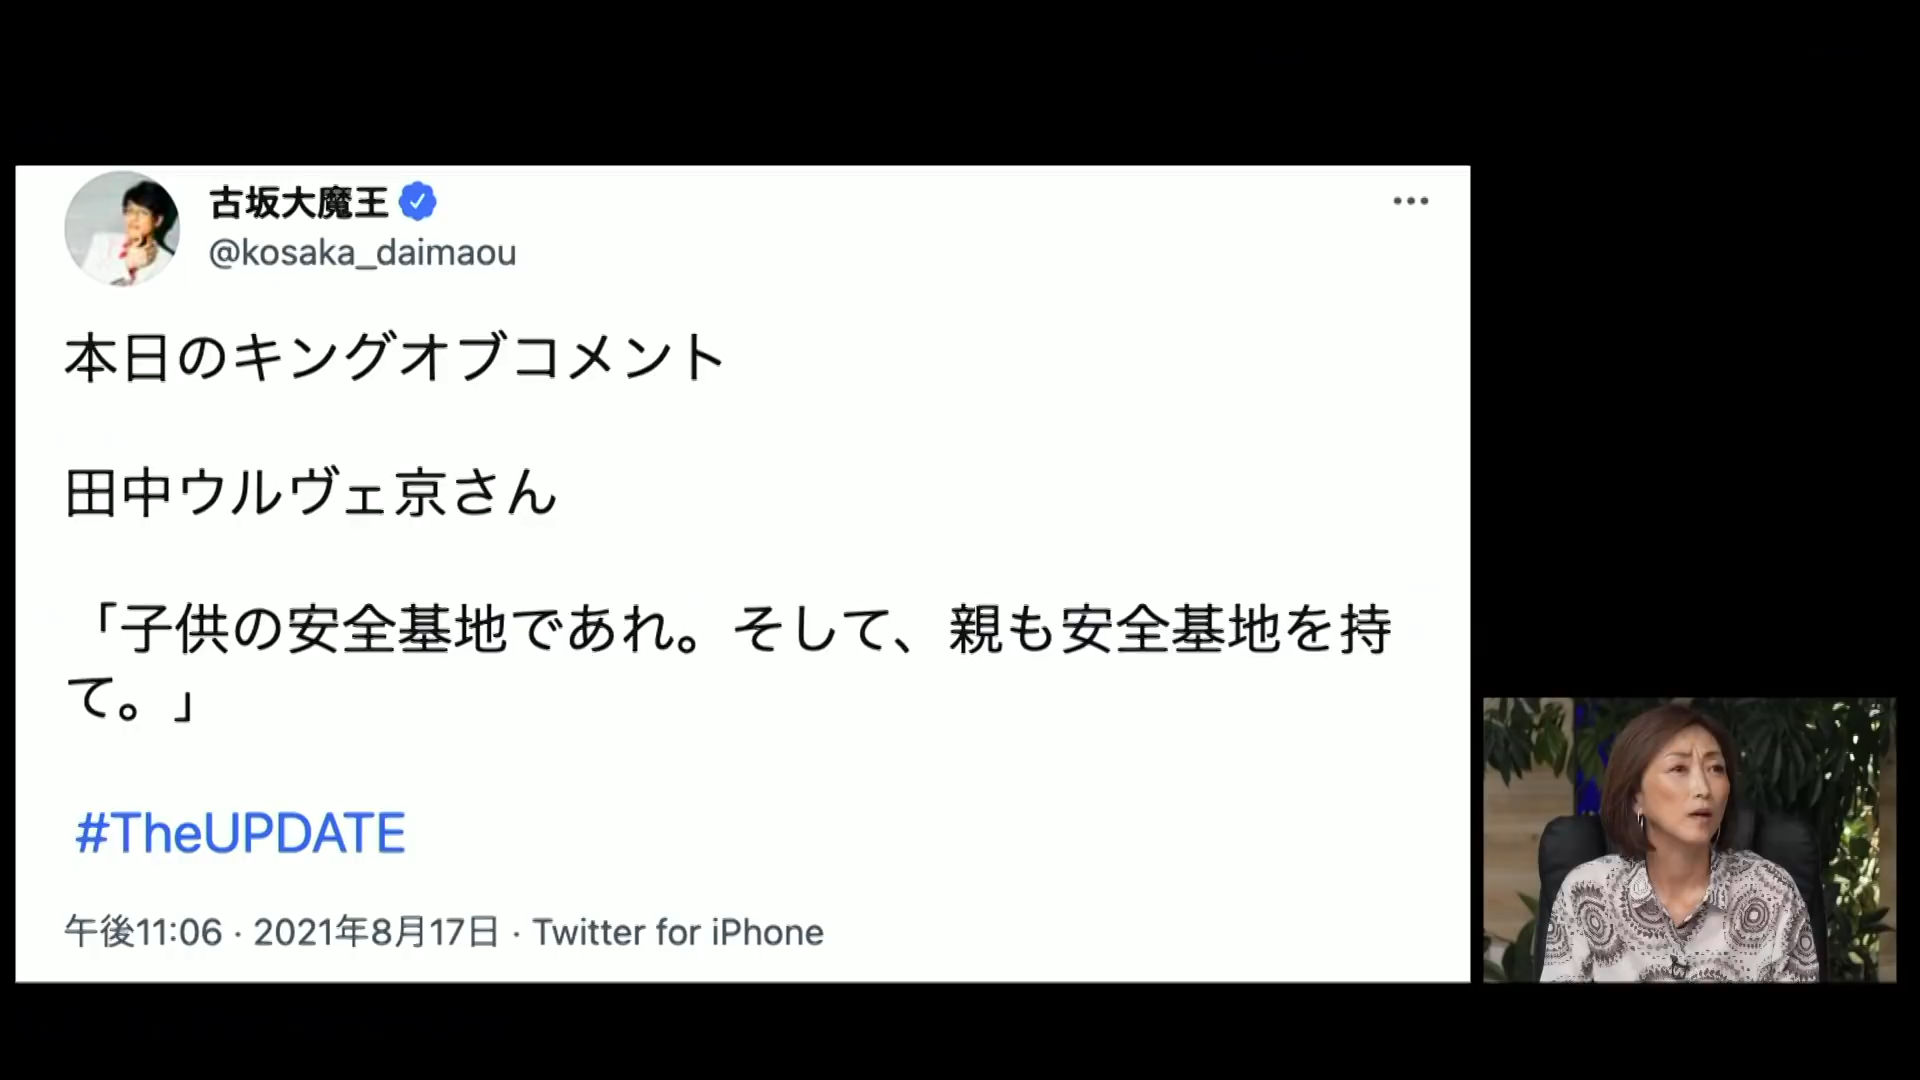 古坂大魔王
@kosaka_daimaou
本日のキングオブコメント
田中ウルヴェ京さん
「子供の安全基地であれ。そして、親も安全基地を持
て。」
#TheUPDATE
午後11:06 · 2021年8月17日 · Twitter for iPhone